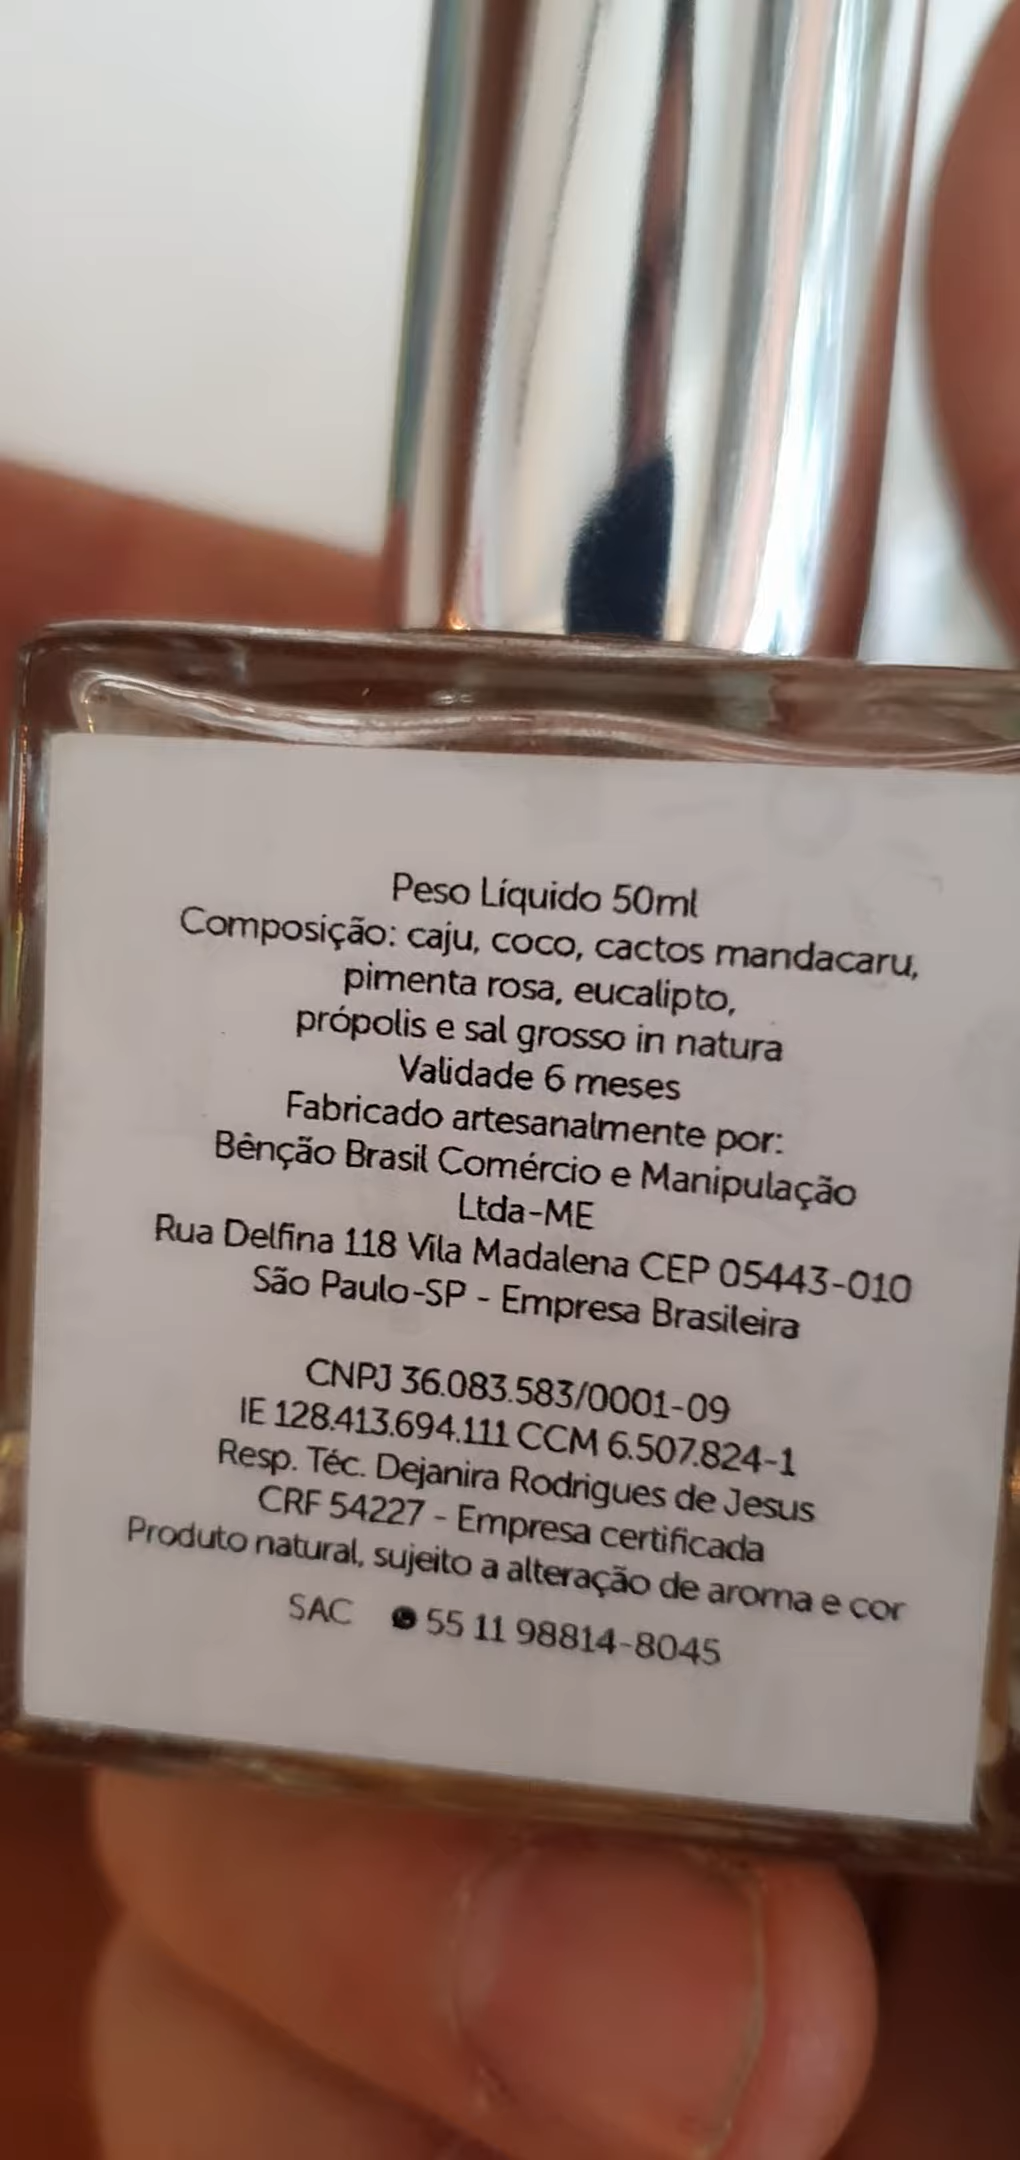 Peso Líquido 50ml
Composição: caju, coco, cactos mandacaru,
pimenta rosa, eucalipto,
própolis e sal grosso in natura
Validade 6 meses
Fabricado artesanalmente por:
Bênção Brasil Comércio e Manipulação
Ltda-ME
Rua Delfina 118 Vila Madalena CEP 05443-010
São Paulo-SP - Empresa Brasileira
CNPJ 36.083.583/0001-09
IE 128.413.694.111 CCM 6.507.824-1
Resp. Téc. Dejanira Rodrigues de Jesus
CRF 54227 - Empresa certificada
Produto natural, sujeito a alteração de aroma e cor
SAC 55 11 98814-8045